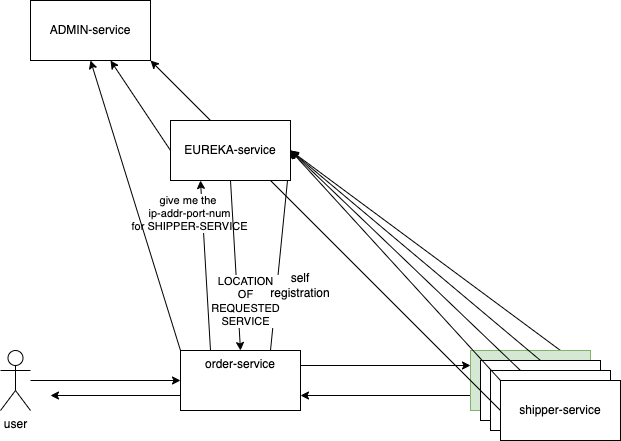 ADMIN-service
EUREKA-service
give me the
ip-addr-port-num
for SHIPPER-SERVICE
LOCATION
OF
REQUESTED
SERVICE
self
registration
order-service
user
shipper-service